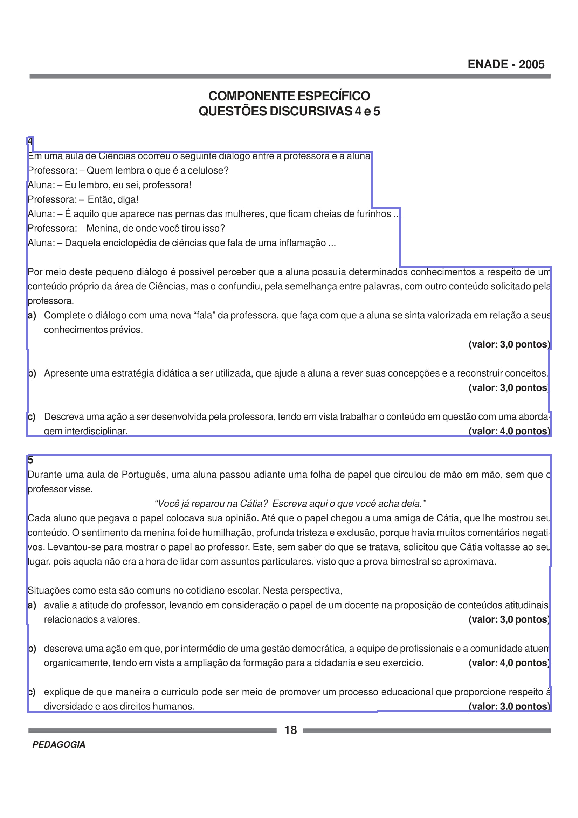 ENADE - 2005
COMPONENTE ESPECÍFICO
QUESTÕES DISCURSIVAS 4 e 5
4
Em uma aula de Ciências ocorreu o seguinte diálogo entre a professora e a aluna:
Professora: – Quem lembra o que é a celulose?
Aluna: – Eu lembro, eu sei, professora!
Professora: – Então, diga!
Aluna: – É aquilo que aparece nas pernas das mulheres, que ficam cheias de furinhos ...
Professora: – Menina, de onde você tirou isso?
Aluna: – Daquela enciclopédia de ciências que fala de uma inflamação ...
Por meio deste pequeno diálogo é possível perceber que a aluna possuía determinados conhecimentos a respeito de um
conteúdo próprio da área de Ciências, mas o confundiu, pela semelhança entre palavras, com outro conteúdo solicitado pela
professora.
a) Complete o diálogo com uma nova “fala” da professora, que faça com que a aluna se sinta valorizada em relação a seus
conhecimentos prévios.
(valor: 3,0 pontos)
b) Apresente uma estratégia didática a ser utilizada, que ajude a aluna a rever suas concepções e a reconstruir conceitos.
(valor: 3,0 pontos)
c) Descreva uma ação a ser desenvolvida pela professora, tendo em vista trabalhar o conteúdo em questão com uma aborda-
gem interdisciplinar. (valor: 4,0 pontos)
5
Durante uma aula de Português, uma aluna passou adiante uma folha de papel que circulou de mão em mão, sem que o
professor visse.
“Você já reparou na Cátia? Escreva aqui o que você acha dela.”
Cada aluno que pegava o papel colocava sua opinião. Até que o papel chegou a uma amiga de Cátia, que lhe mostrou seu
conteúdo. O sentimento da menina foi de humilhação, profunda tristeza e exclusão, porque havia muitos comentários negati-
vos. Levantou-se para mostrar o papel ao professor. Este, sem saber do que se tratava, solicitou que Cátia voltasse ao seu
lugar, pois aquela não era a hora de lidar com assuntos particulares, visto que a prova bimestral se aproximava.
Situações como esta são comuns no cotidiano escolar. Nesta perspectiva,
a) avalie a atitude do professor, levando em consideração o papel de um docente na proposição de conteúdos atitudinais
relacionados a valores. (valor: 3,0 pontos)
b) descreva uma ação em que, por intermédio de uma gestão democrática, a equipe de profissionais e a comunidade atuem
organicamente, tendo em vista a ampliação da formação para a cidadania e seu exercício. (valor: 4,0 pontos)
c) explique de que maneira o currículo pode ser meio de promover um processo educacional que proporcione respeito à
diversidade e aos direitos humanos. (valor: 3,0 pontos)
18
PEDAGOGIA